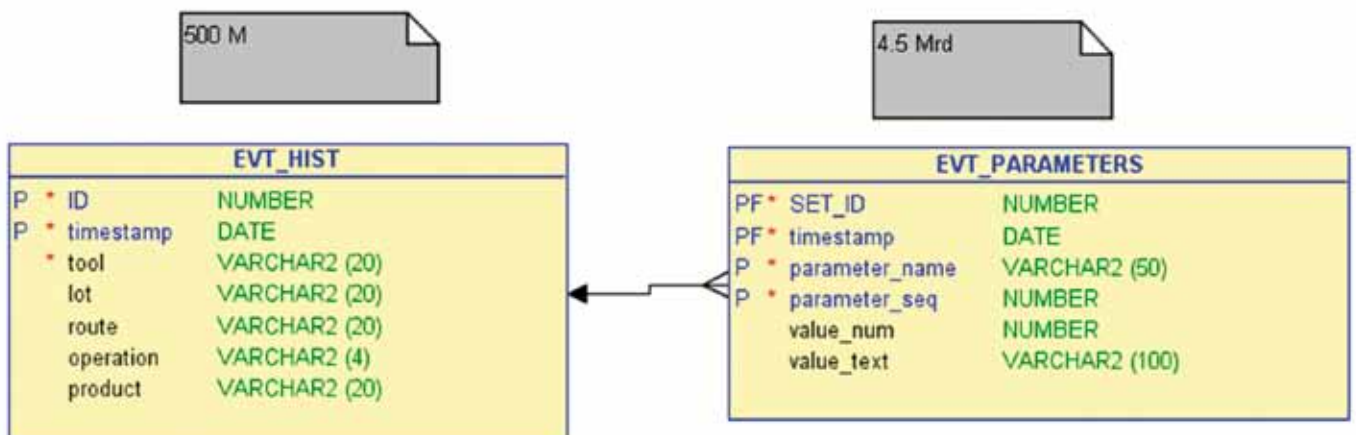 500 M
4.5 Mrd
EVT_HIST
P * ID NUMBER
P * timestamp DATE
* tool VARCHAR2 (20)
lot VARCHAR2 (20)
route VARCHAR2 (20)
operation VARCHAR2 (4)
product VARCHAR2 (20)
EVT_PARAMETERS
PF * SET_ID NUMBER
PF * timestamp DATE
P * parameter_name VARCHAR2 (50)
P * parameter_seq NUMBER
value_num NUMBER
value_text VARCHAR2 (100)